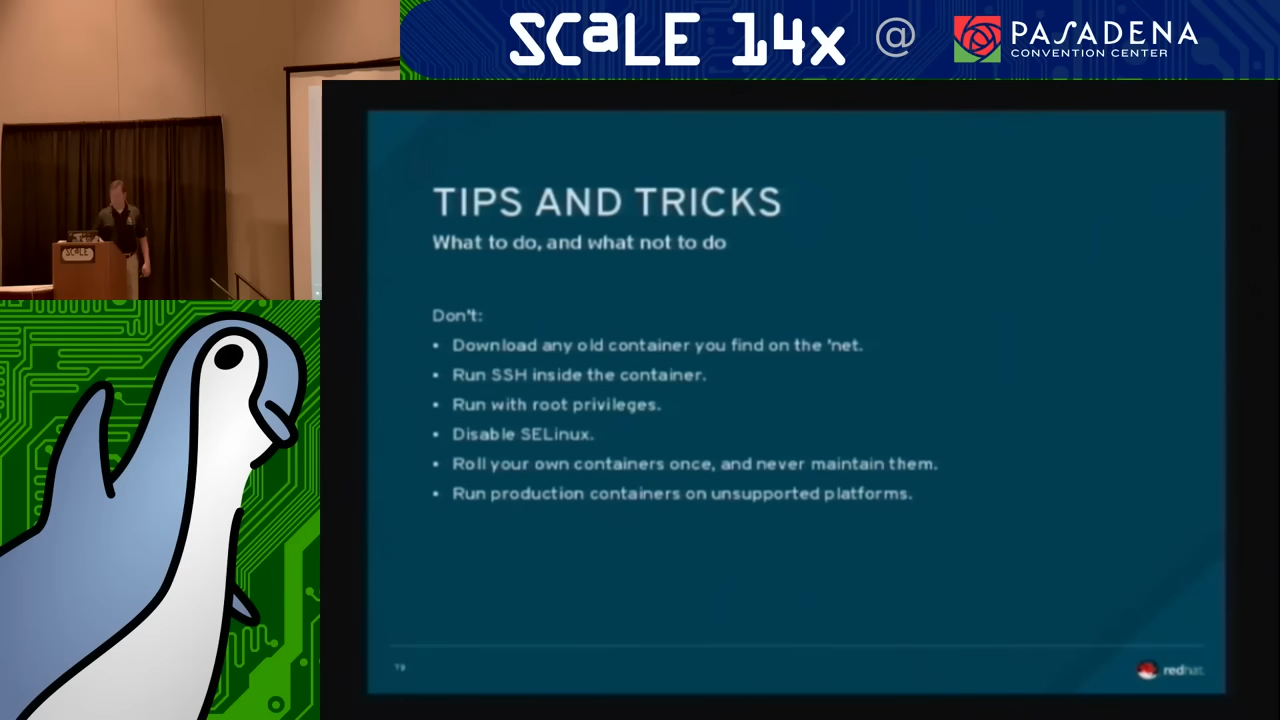 SCALE 14x @ PASADENA
CONVENTION CENTER
SCALE
TIPS AND TRICKS
What to do, and what not to do
Don't:
• Download any old container you find on the 'net.
• Run SSH inside the container.
• Run with root privileges.
• Disable SELinux.
• Roll your own containers once, and never maintain them.
• Run production containers on unsupported platforms.
redhat